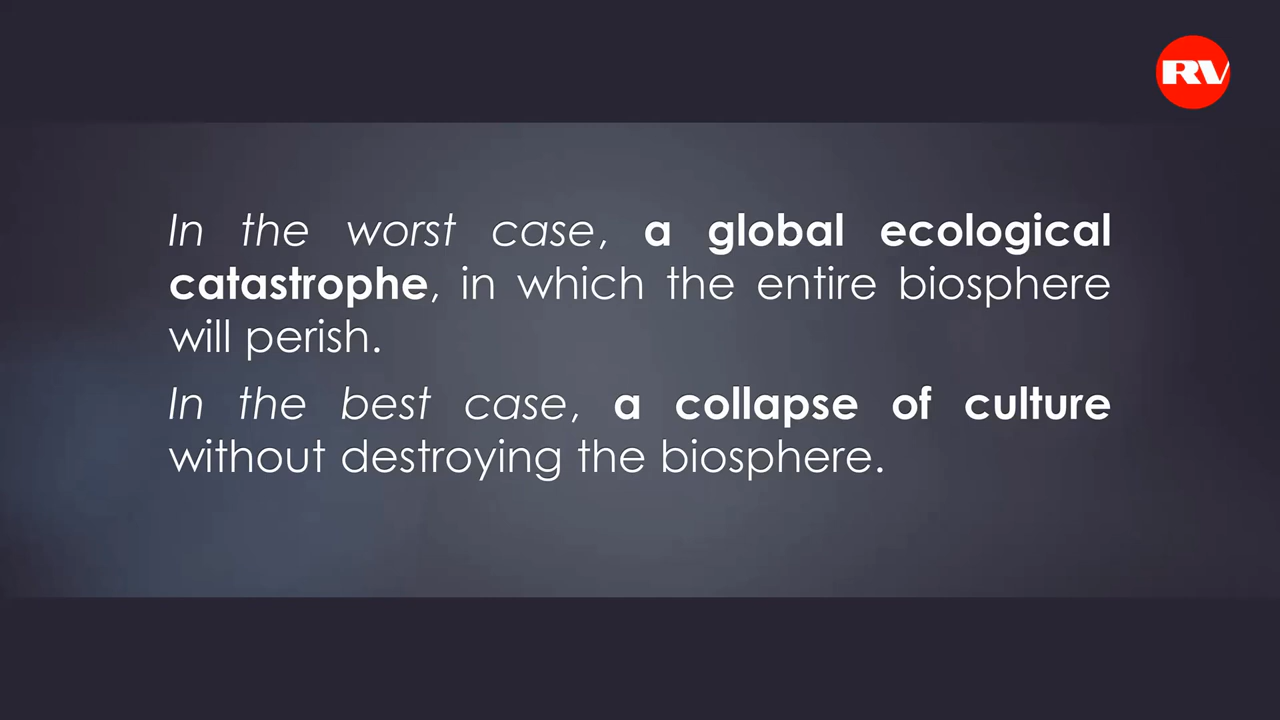 RV
In the worst case, a global ecological
catastrophe, in which the entire biosphere
will perish.
In the best case, a collapse of culture
without destroying the biosphere.